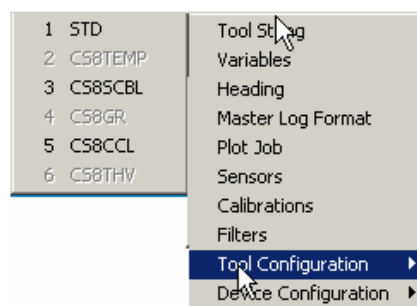 1 STD
2 CS8TEMP
3 CS8SCBL
4 CS8GR
5 CS8CCL
6 CS8THV
Tool String
Variables
Heading
Master Log Format
Plot Job
Sensors
Calibrations
Filters
Tool Configuration
Device Configuration